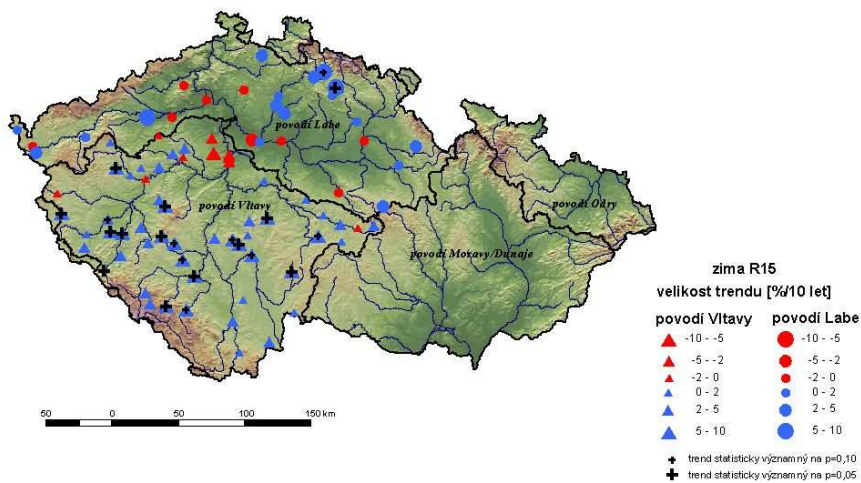 povodí Labe
povodí Vltavy
povodí Odry
povodí Moravy/Dunaje
zima R15
velikost trendu [%/10 let]
povodí Vltavy povodí Labe
-10 - -5 -10 - -5
-5 - -2 -5 - -2
-2 - 0 -2 - 0
0 - 2 0 - 2
2 - 5 2 - 5
5 - 10 5 - 10
trend statisticky významný na p=0,10
trend statisticky významný na p=0,05
50 0 50 100 150 km